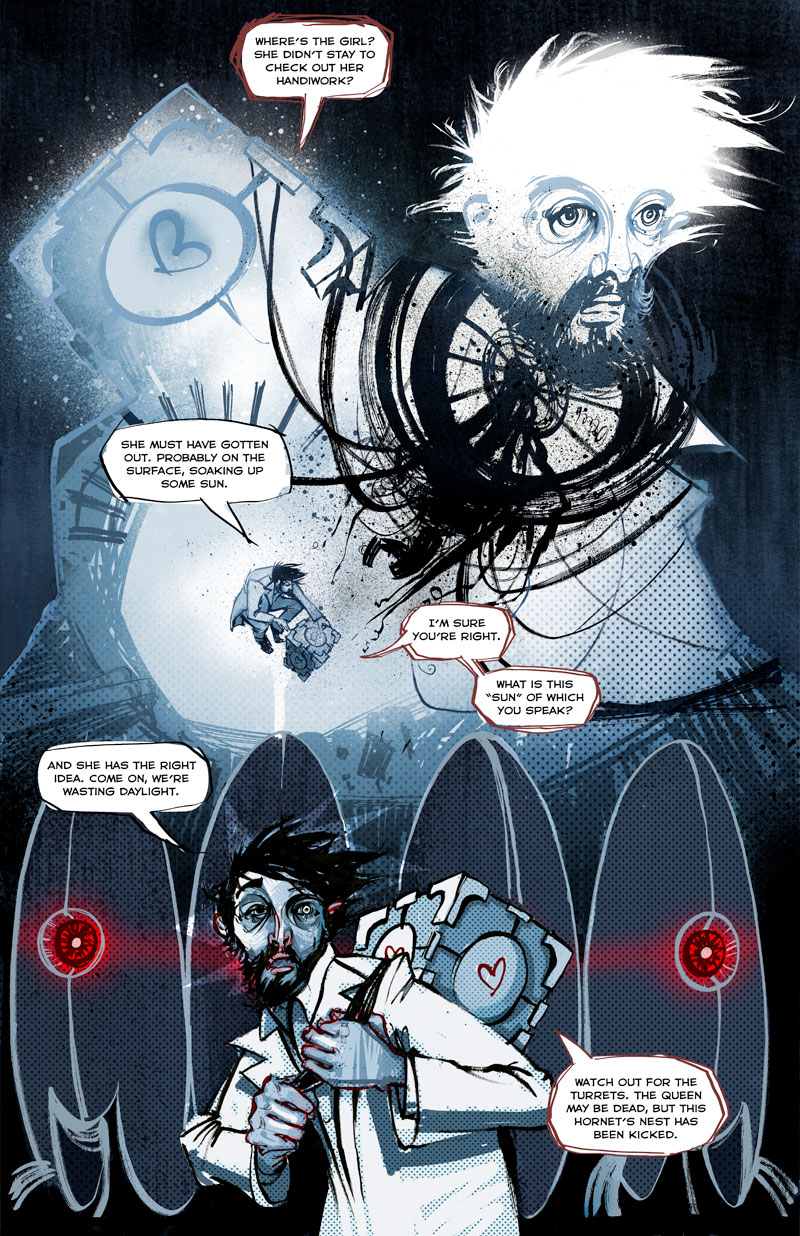 WHERE'S THE GIRL?
SHE DIDN'T STAY TO
CHECK OUT HER
HANDIWORK?
SHE MUST HAVE GOTTEN
OUT. PROBABLY ON THE
SURFACE, SOAKING UP
SOME SUN.
I'M SURE
YOU'RE RIGHT.
WHAT IS THIS
"SUN" OF WHICH
YOU SPEAK?
AND SHE HAS THE RIGHT
IDEA. COME ON, WE'RE
WASTING DAYLIGHT.
WATCH OUT FOR THE
TURRETS. THE QUEEN
MAY BE DEAD, BUT THIS
HORNET'S NEST HAS
BEEN KICKED.